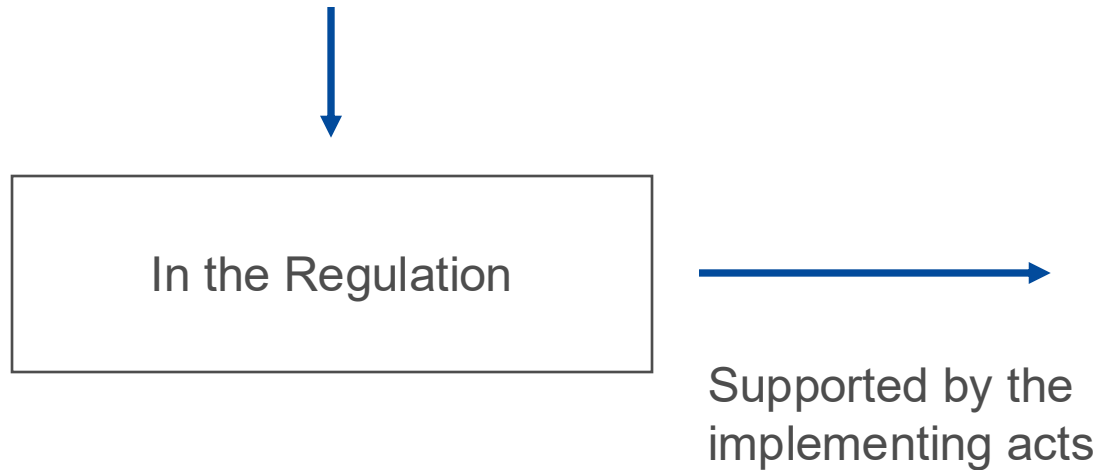 In the Regulation
Supported by the
implementing acts